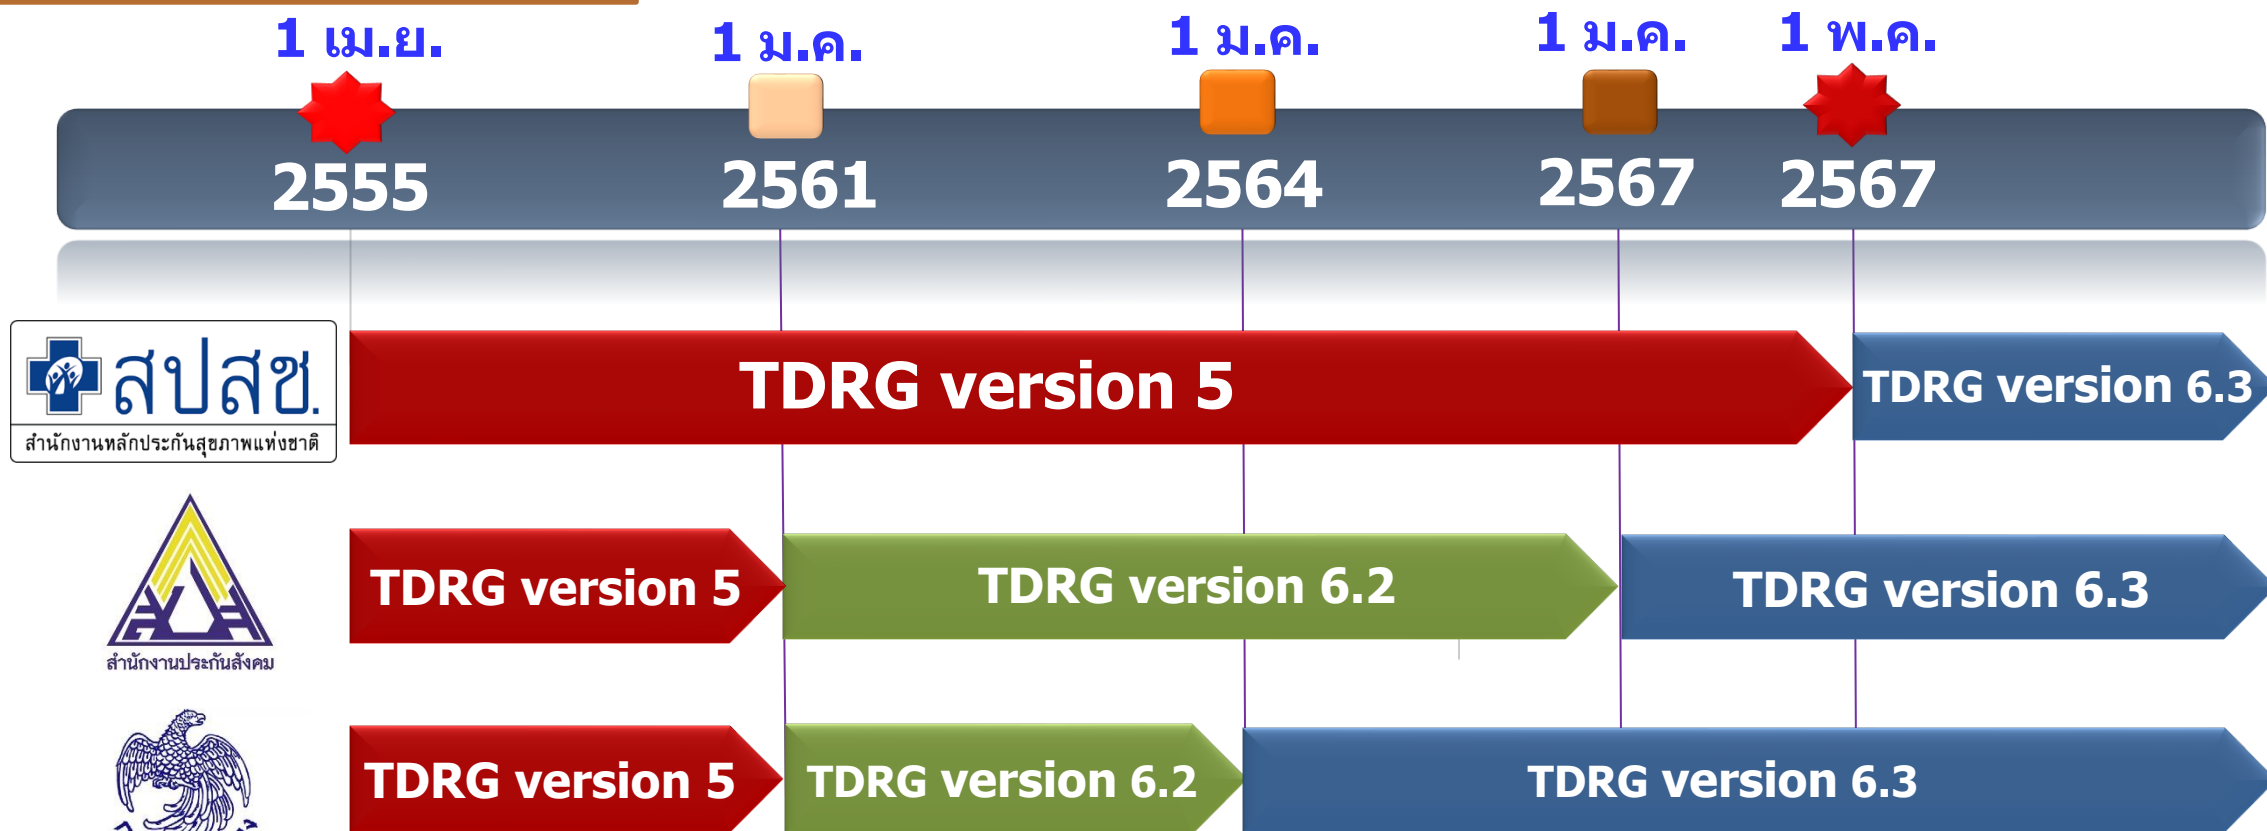 1 เม.ย. 1 ม.ค. 1 ม.ค. 1 ม.ค. 1 พ.ค.
2555 2561 2564 2567 2567
สปสช.
สำนักงานหลักประกันสุขภาพแห่งชาติ
TDRG version 5 TDRG version 6.3
สปส
สำนักงานประกันสังคม
TDRG version 5 TDRG version 6.2 TDRG version 6.3
TDRG version 5 TDRG version 6.2 TDRG version 6.3